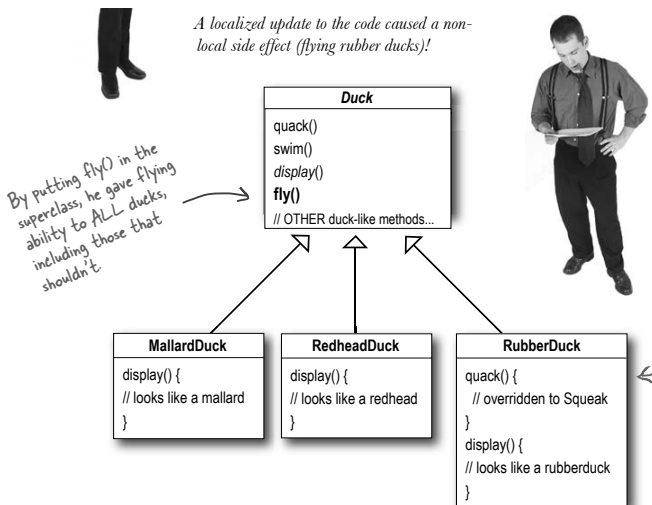 A localized update to the code caused a non-
local side effect (flying rubber ducks)!
By putting fly() in the
superclass, he gave flying
ability to ALL ducks,
including those that
shouldn't
Duck
quack()
swim()
display()
fly()
// OTHER duck-like methods...
MallardDuck
display() {
// looks like a mallard
}
RedheadDuck
display() {
// looks like a redhead
}
RubberDuck
quack() {
// overridden to Squeak
}
display() {
// looks like a rubberduck
}